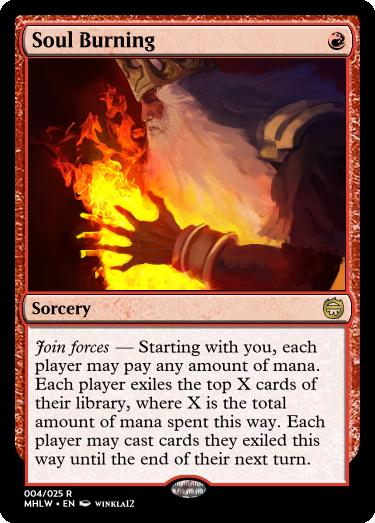 Soul Burning
Sorcery
Join forces — Starting with you, each
player may pay any amount of mana.
Each player exiles the top X cards of
their library, where X is the total
amount of mana spent this way. Each
player may cast cards they exiled this
way until the end of their next turn.
004/025 R
MHLW • EN winkla12